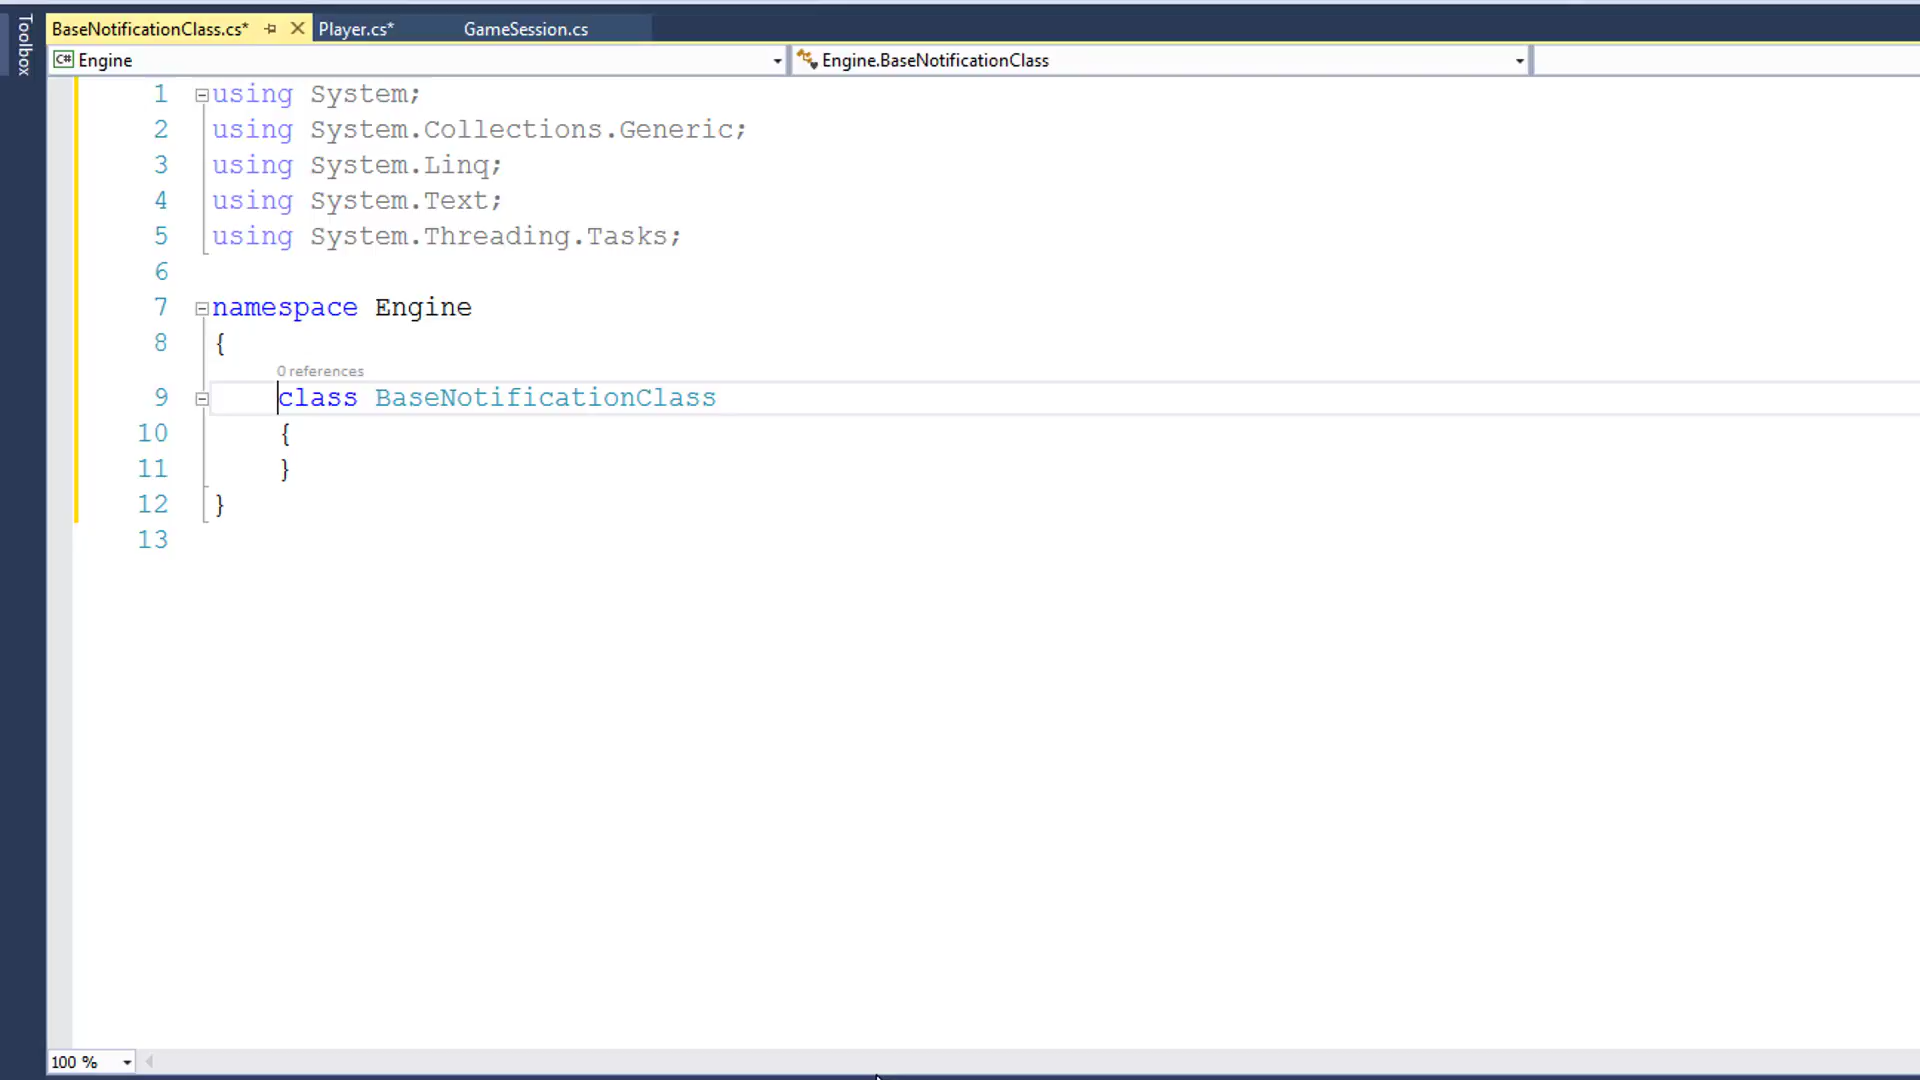 Toolbox
BaseNotificationClass.cs* Player.cs* GameSession.cs
C# Engine Engine.BaseNotificationClass
1 using System;
2 using System.Collections.Generic;
3 using System.Linq;
4 using System.Text;
5 using System.Threading.Tasks;
6
7 namespace Engine
8 {
0 references
9 class BaseNotificationClass
10 {
11 }
12 }
13
100 %